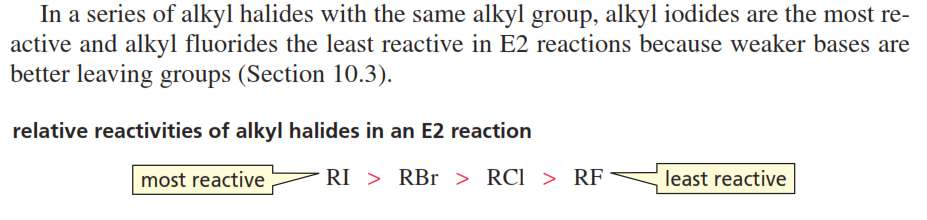 In a series of alkyl halides with the same alkyl group, alkyl iodides are the most re-
active and alkyl fluorides the least reactive in E2 reactions because weaker bases are
better leaving groups (Section 10.3).
relative reactivities of alkyl halides in an E2 reaction
most reactive RI > RBr > RCl > RF least reactive